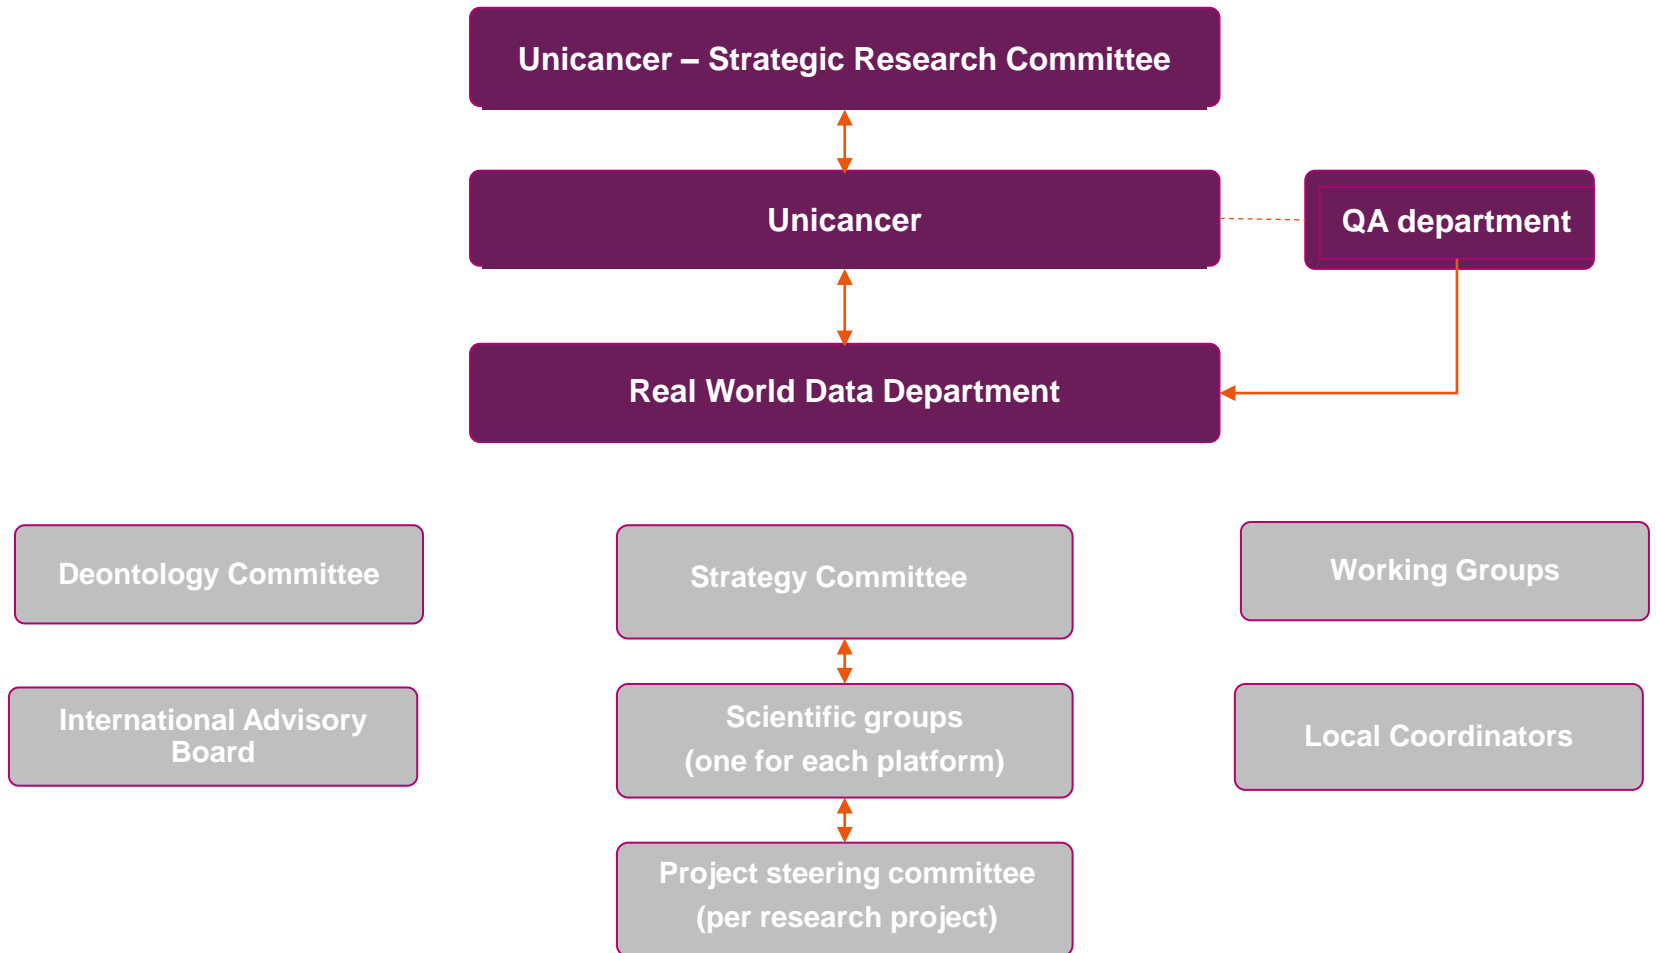 Unicancer – Strategic Research Committee
Unicancer
QA department
Real World Data Department
Deontology Committee
Strategy Committee
Working Groups
International Advisory
Board
Scientific groups
(one for each platform)
Local Coordinators
Project steering committee
(per research project)